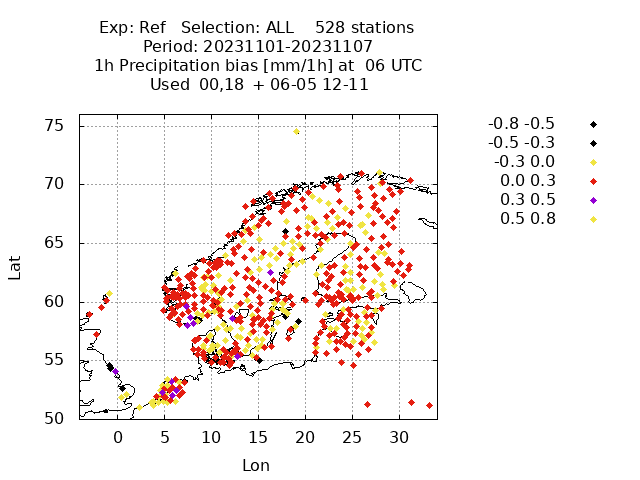 Exp: Ref   Selection: ALL    528 stations
Period: 20231101-20231107
1h Precipitation bias [mm/1h] at  06 UTC
Used  00,18  + 06-05 12-11
75
70
65
60
55
50
Lat
0 5 10 15 20 25 30
Lon
-0.8 -0.5
-0.5 -0.3
-0.3 0.0
0.0 0.3
0.3 0.5
0.5 0.8